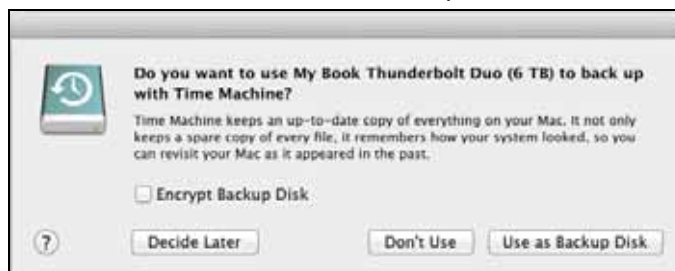 Do you want to use My Book Thunderbolt Duo (6 TB) to back up
with Time Machine?
Time Machine keeps an up-to-date copy of everything on your Mac. It not only
keeps a spare copy of every file, it remembers how your system looked, so you
can revisit your Mac as it appeared in the past.
Encrypt Backup Disk
? Decide Later Don't Use Use as Backup Disk